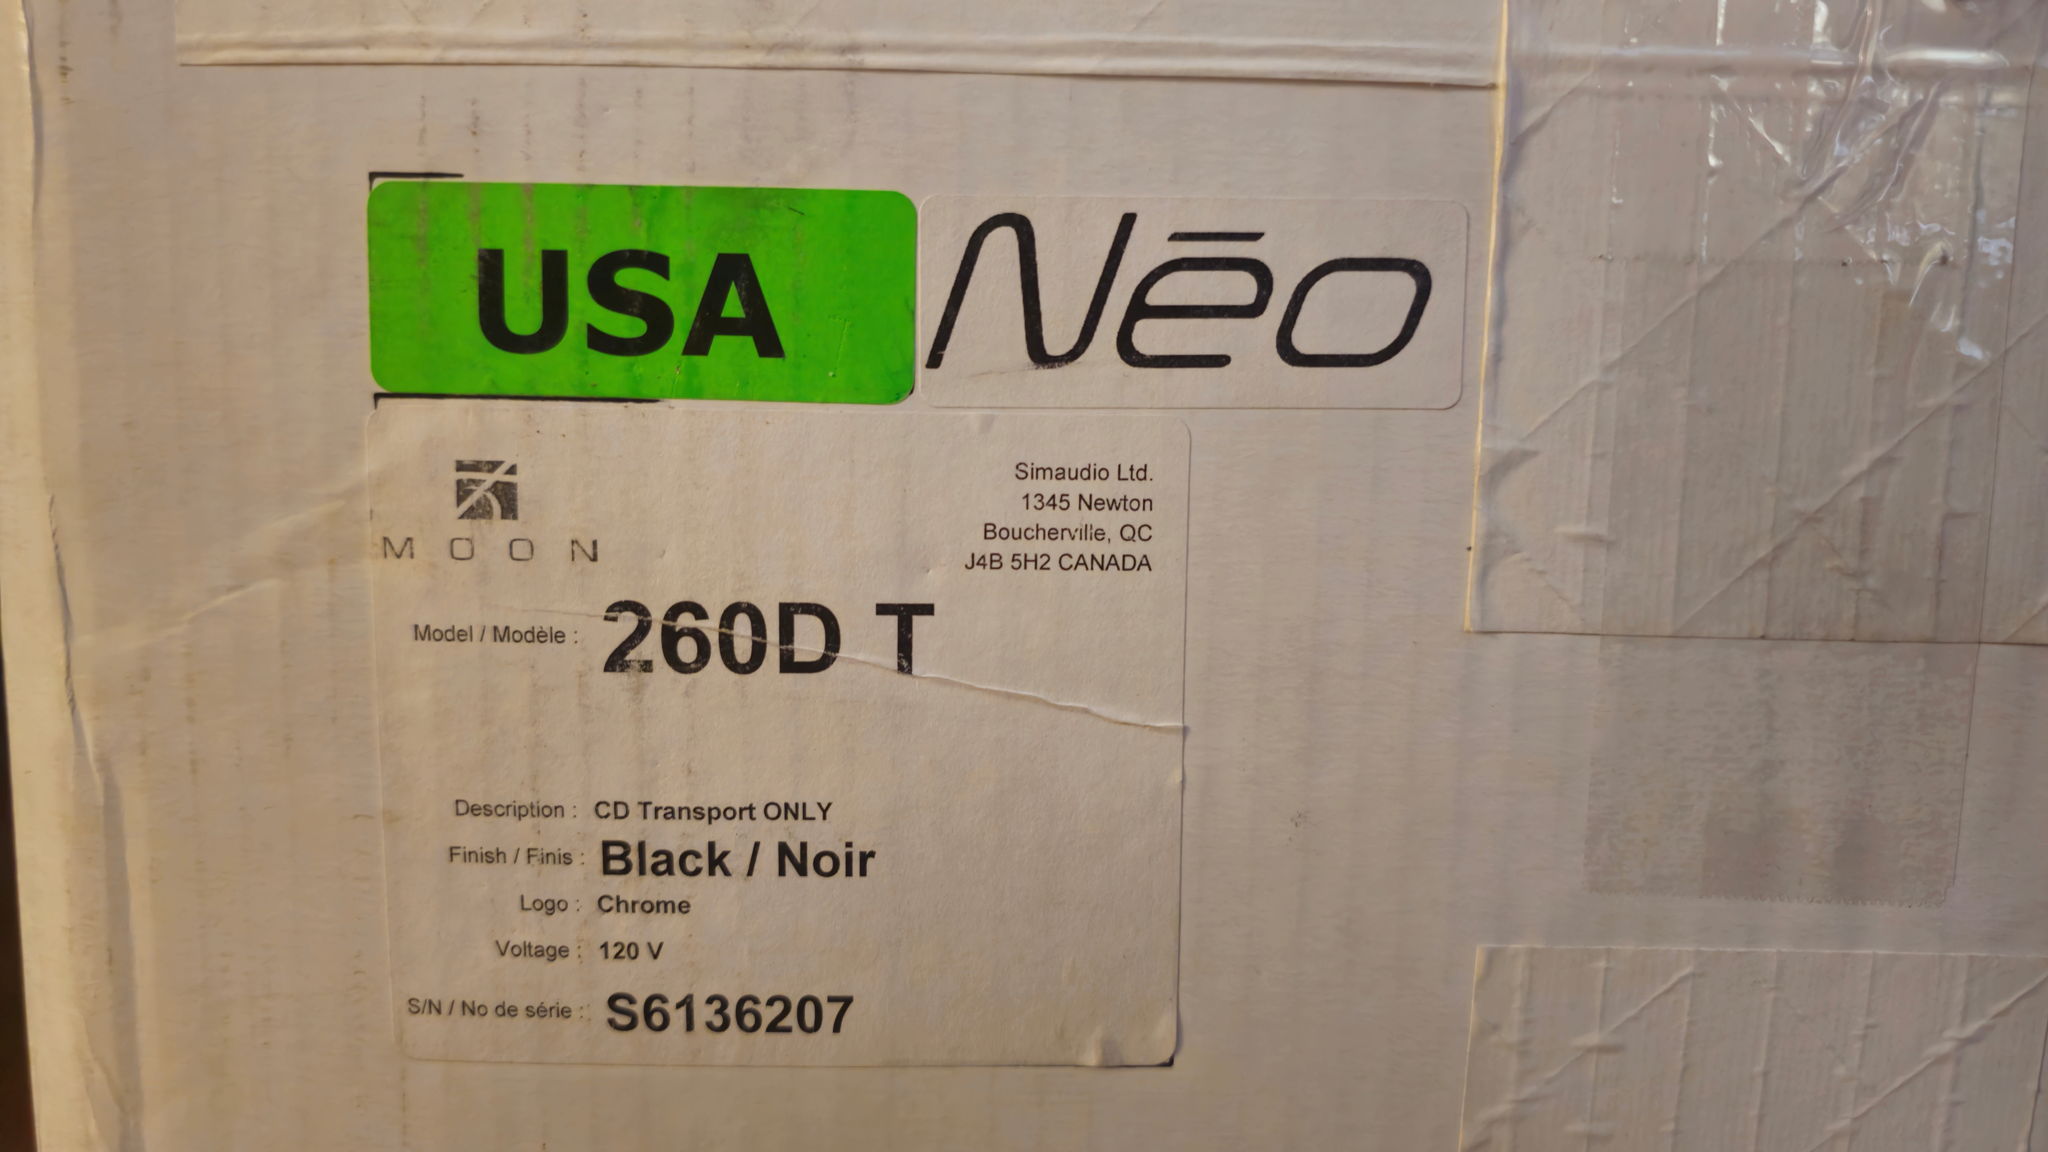 USA
Nēo
MOON
Simaudio Ltd.
1345 Newton
Boucherville, QC
J4B 5H2 CANADA
Model / Modèle : 260D T
Description : CD Transport ONLY
Finish / Finis : Black / Noir
Logo : Chrome
Voltage : 120 V
S/N / No de série : S6136207